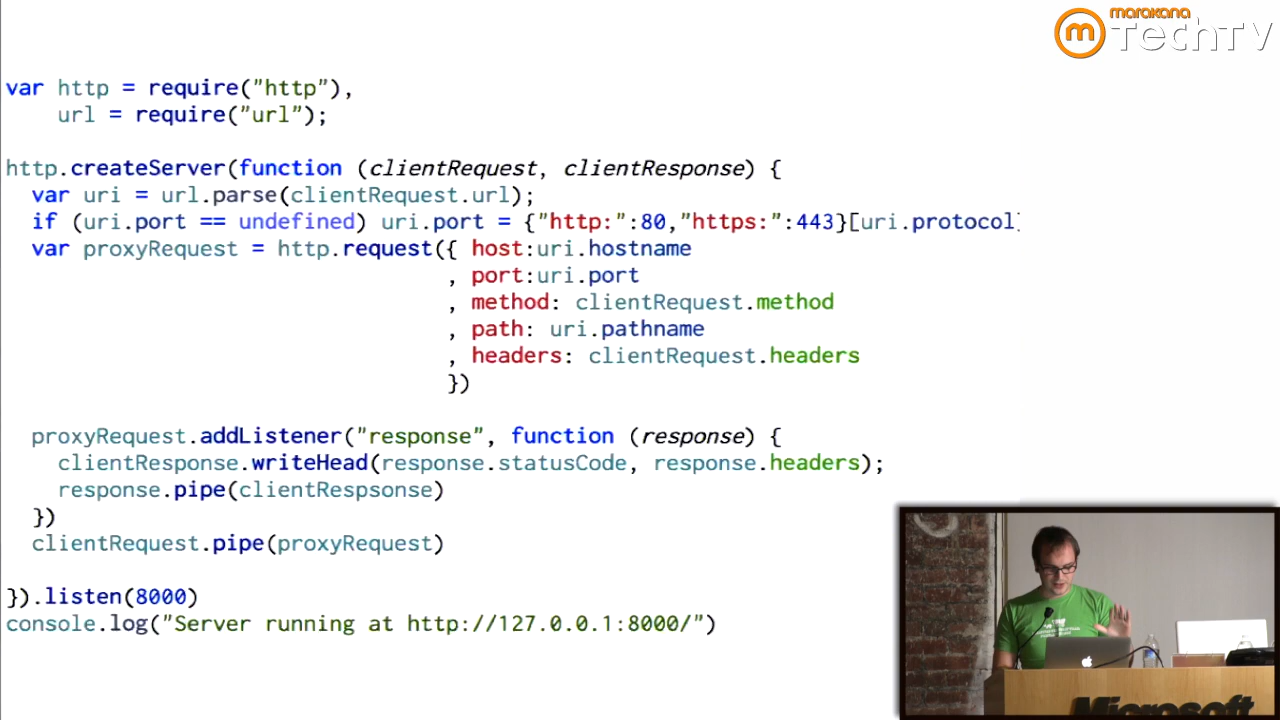 marakana
TechTV
var http = require("http"),
    url = require("url");
http.createServer(function (clientRequest, clientResponse) {
  var uri = url.parse(clientRequest.url);
  if (uri.port == undefined) uri.port = {"http:":80,"https:":443}[uri.protocol]
  var proxyRequest = http.request({ host:uri.hostname
                                  , port:uri.port
                                  , method: clientRequest.method
                                  , path: uri.pathname
                                  , headers: clientRequest.headers
                                  })
  proxyRequest.addListener("response", function (response) {
    clientResponse.writeHead(response.statusCode, response.headers);
    response.pipe(clientRespsonse)
  })
  clientRequest.pipe(proxyRequest)
}).listen(8000)
console.log("Server running at http://127.0.0.1:8000/")
Microsoft